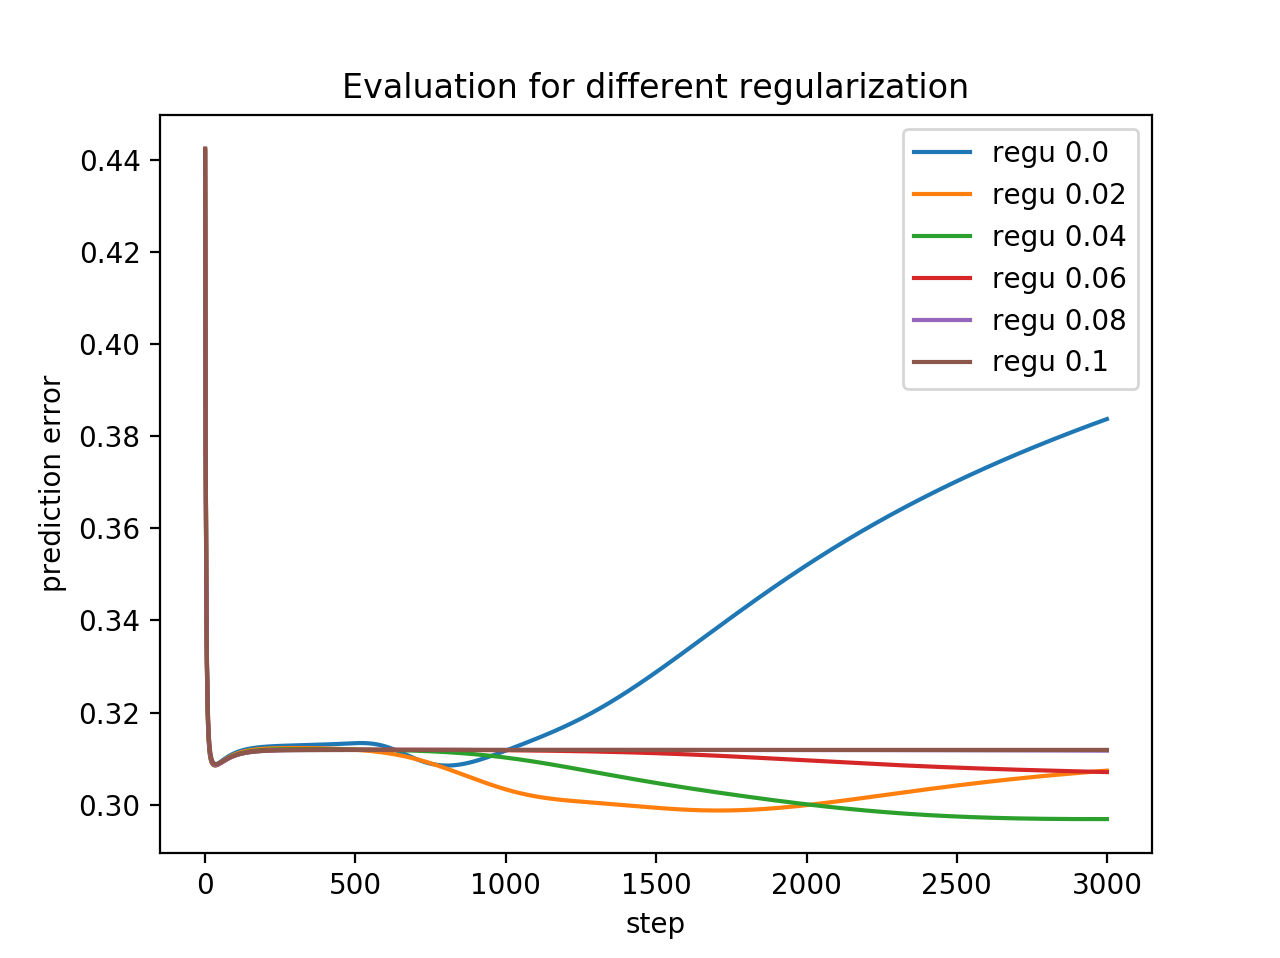 Evaluation for different regularization
regu 0.0
regu 0.02
regu 0.04
regu 0.06
regu 0.08
regu 0.1
prediction error
0.44
0.42
0.40
0.38
0.36
0.34
0.32
0.30
0 500 1000 1500 2000 2500 3000
step